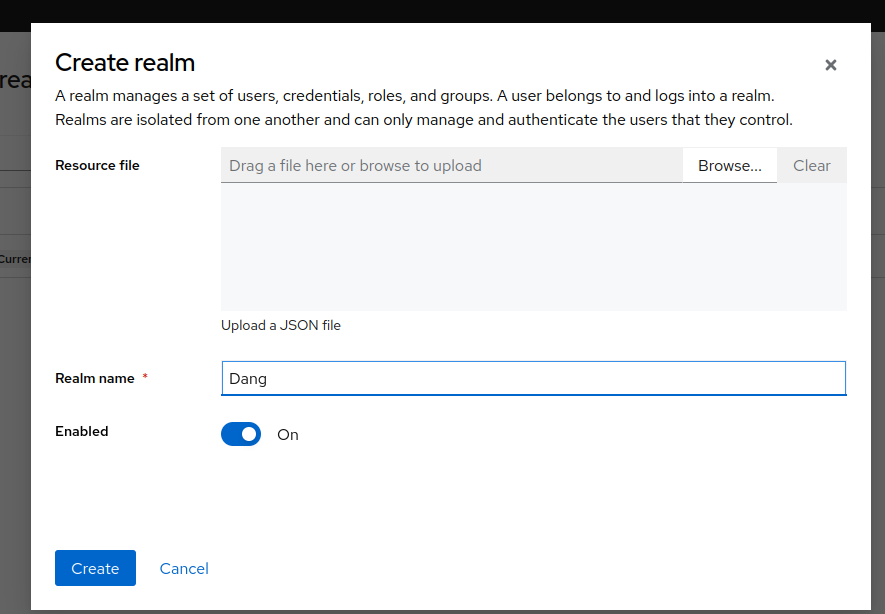 Create realm
A realm manages a set of users, credentials, roles, and groups. A user belongs to and logs into a realm.
Realms are isolated from one another and can only manage and authenticate the users that they control.
Resource file
Drag a file here or browse to upload
Browse...
Clear
Upload a JSON file
Realm name *
Dang
Enabled
On
Create
Cancel